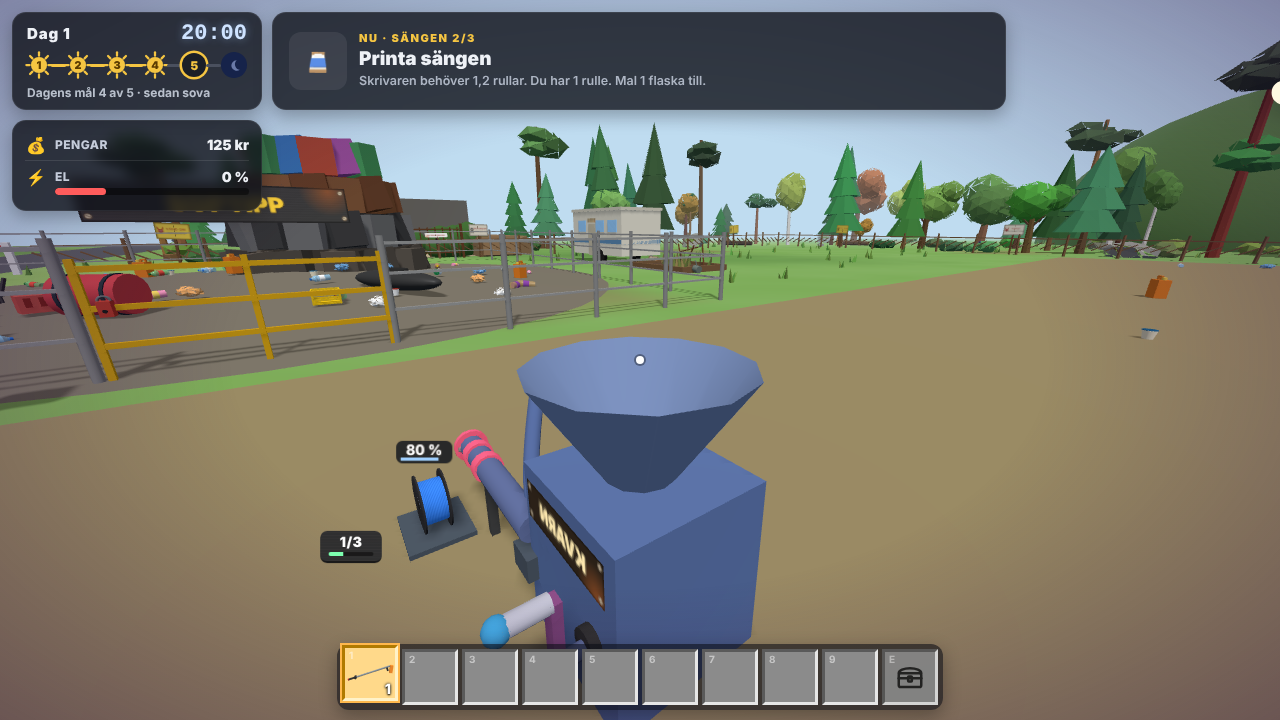 Dag 1
20:00
1 2 3 4 5
Dagens mål 4 av 5 · sedan sova
PENGAR
125 kr
EL
0 %
NU · SÄNGEN 2/3
Printa sängen
Skrivaren behöver 1,2 rullar. Du har 1 rulle. Mal 1 flaska till.
80 %
1/3
KVARN
1
1
2
3
4
5
6
7
8
9
E